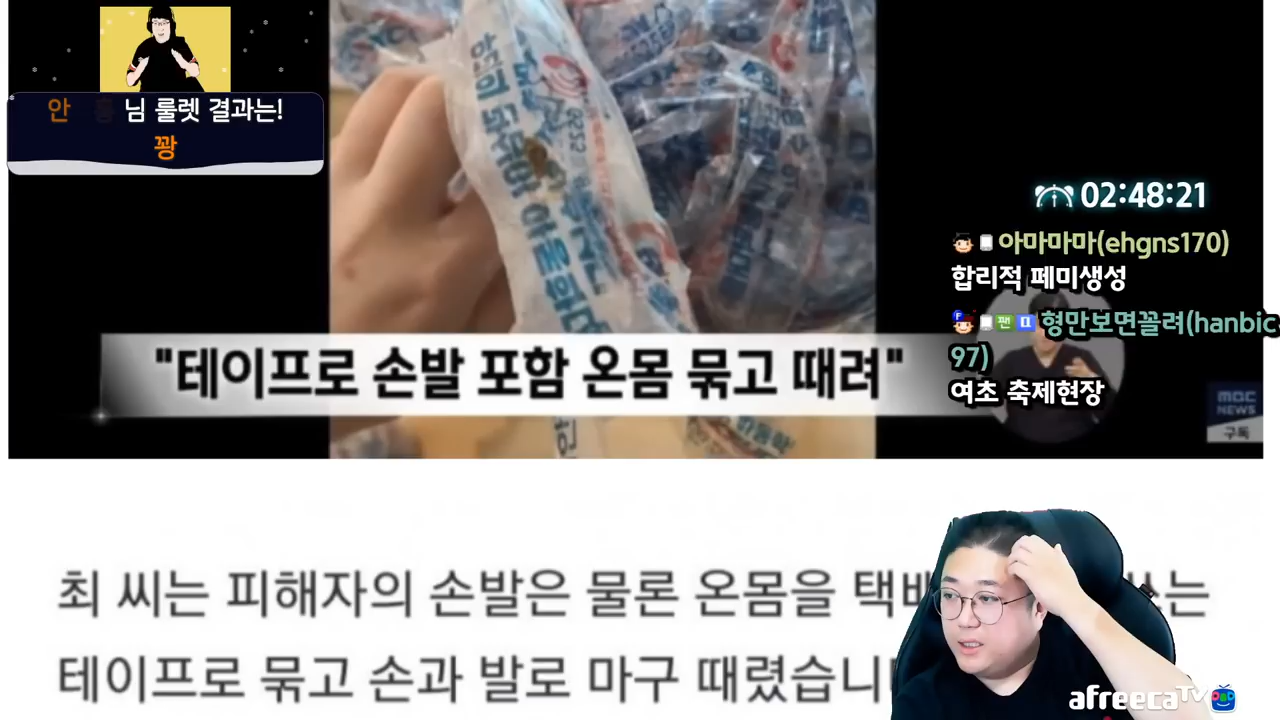 안 님 룰렛 결과는!
꽝
02:48:21
아마마마(ehgns170)
합리적 페미생성
형만보면꼴려(hanbic
97)
여초 축제현장
"테이프로 손발 포함 온몸 묶고 때려"
MBC
NEWS
구독
최 씨는 피해자의 손발은 물론 온몸을 택배 쓰는
테이프로 묶고 손과 발로 마구 때렸습니
afreecaTV